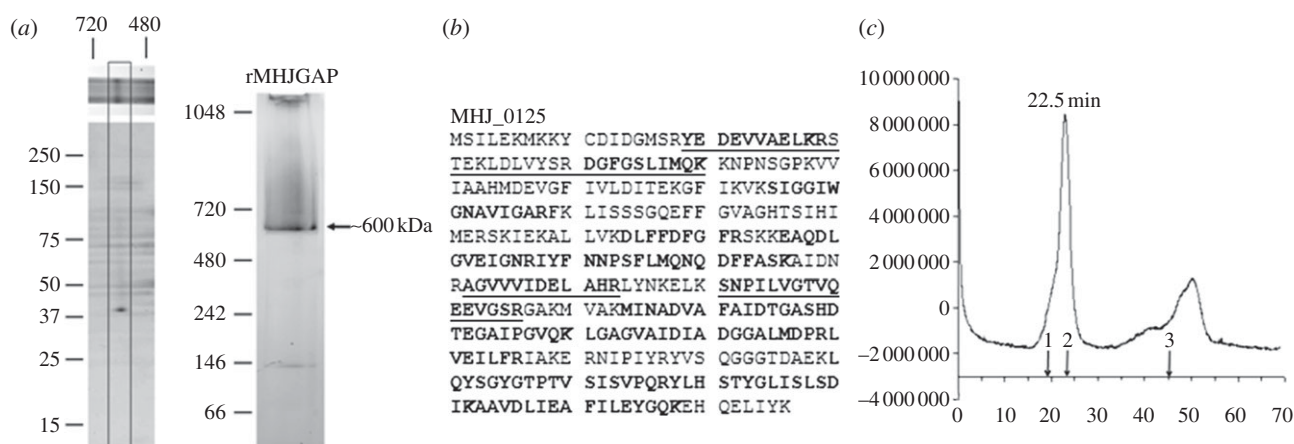 (a)
720 480
250
150
75
50
37
25
15
rMHJGAP
1048
720
480
242
146
66
~600 kDa
(b)
MHJ_0125
MSILEKMKKY CDIDGMSRYE DEVVAELKRS
TEKLDLVYSR DGFGSLIMQK KNPNSGPKVV
IAAHMDEVGF IVLDITEKGF IKVKSIGGIW
GNAVIGARFK LISSSGQEFF GVAGHTSIHI
MERSKIEKAL LVKDLFFDFG FRSKKEAQDL
GVEIGNRIYF NNPSFLMQNQ DFFASKAIDN
RAGVVVIDEL AHRLYNKELK SNPILVGTVQ
EEVGSRGAKM VAKMINADVA FAIDTGASHD
TEGAIPGVQK LGAGVAIDIA DGGALMDPRL
VEILFRIAKE RNIPIYRYVS QGGGTDAEKL
QYSGYGTPTV SISVPQRYLH STYGLISLSD
IKAAVDLIEA FILEYGQKEH QELIYK
(c)
10 000 000
8 000 000
6 000 000
4 000 000
2 000 000
0
−2 000 000
−4 000 000
22.5 min
1 2 3
0 10 20 30 40 50 60 70